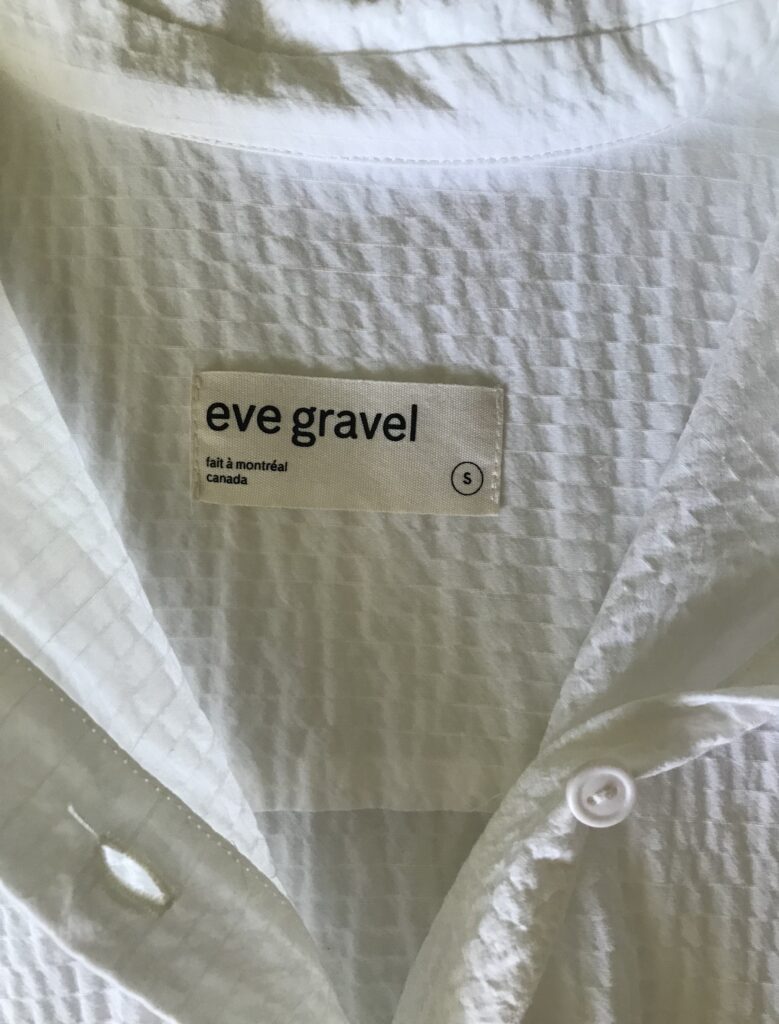 eve gravel
fait à montréal
canada
S